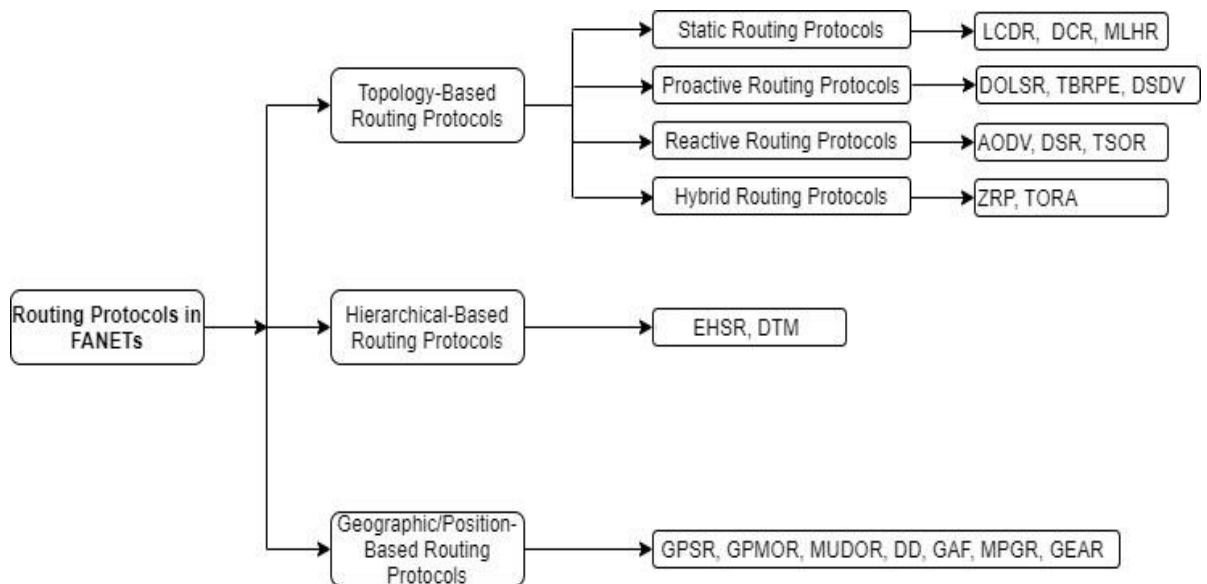 Static Routing Protocols
LCDR, DCR, MLHR
Topology-Based
Routing Protocols
Proactive Routing Protocols
DOLSR, TBRPE, DSDV
Reactive Routing Protocols
AODV, DSR, TSOR
Hybrid Routing Protocols
ZRP, TORA
Routing Protocols in
FANETs
Hierarchical-Based
Routing Protocols
EHSR, DTM
Geographic/Position-
Based Routing
Protocols
GPSR, GPMOR, MUDOR, DD, GAF, MPGR, GEAR